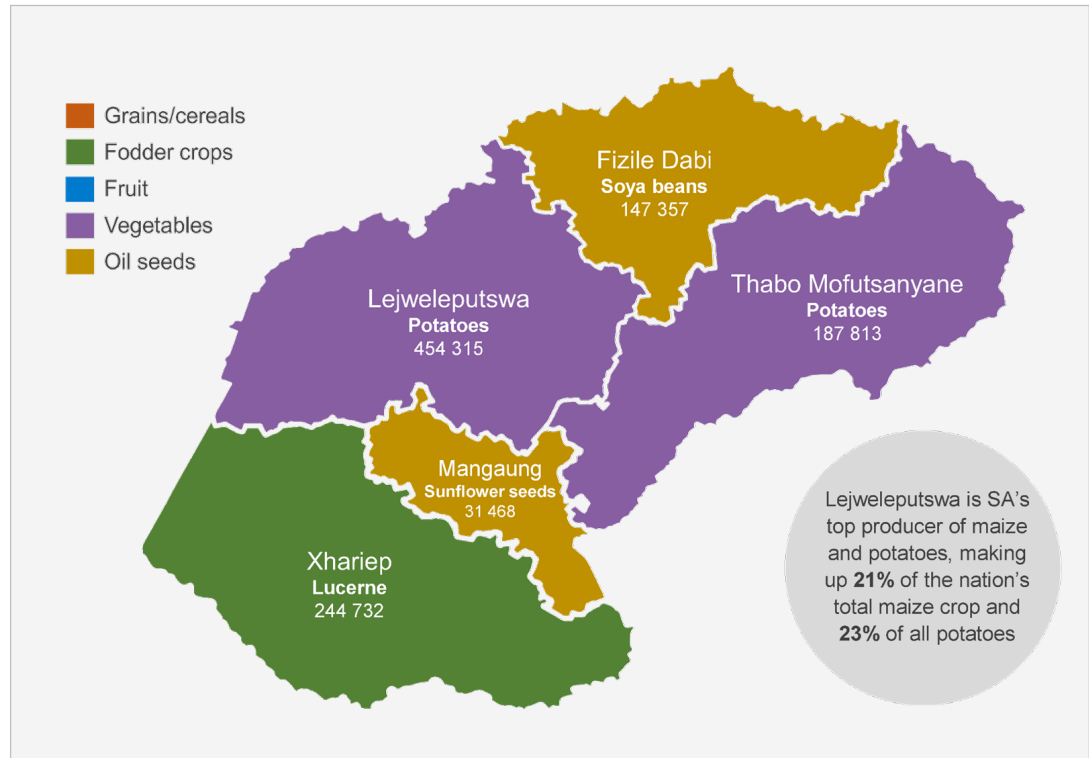 Grains/cereals
Fodder crops
Fruit
Vegetables
Oil seeds
Fizile Dabi
Soya beans
147 357
Thabo Mofutsanyane
Potatoes
187 813
Lejweleputswa
Potatoes
454 315
Mangaung
Sunflower seeds
31 468
Xhariep
Lucerne
244 732
Lejweleputswa is SA's
top producer of maize
and potatoes, making
up 21% of the nation's
total maize crop and
23% of all potatoes